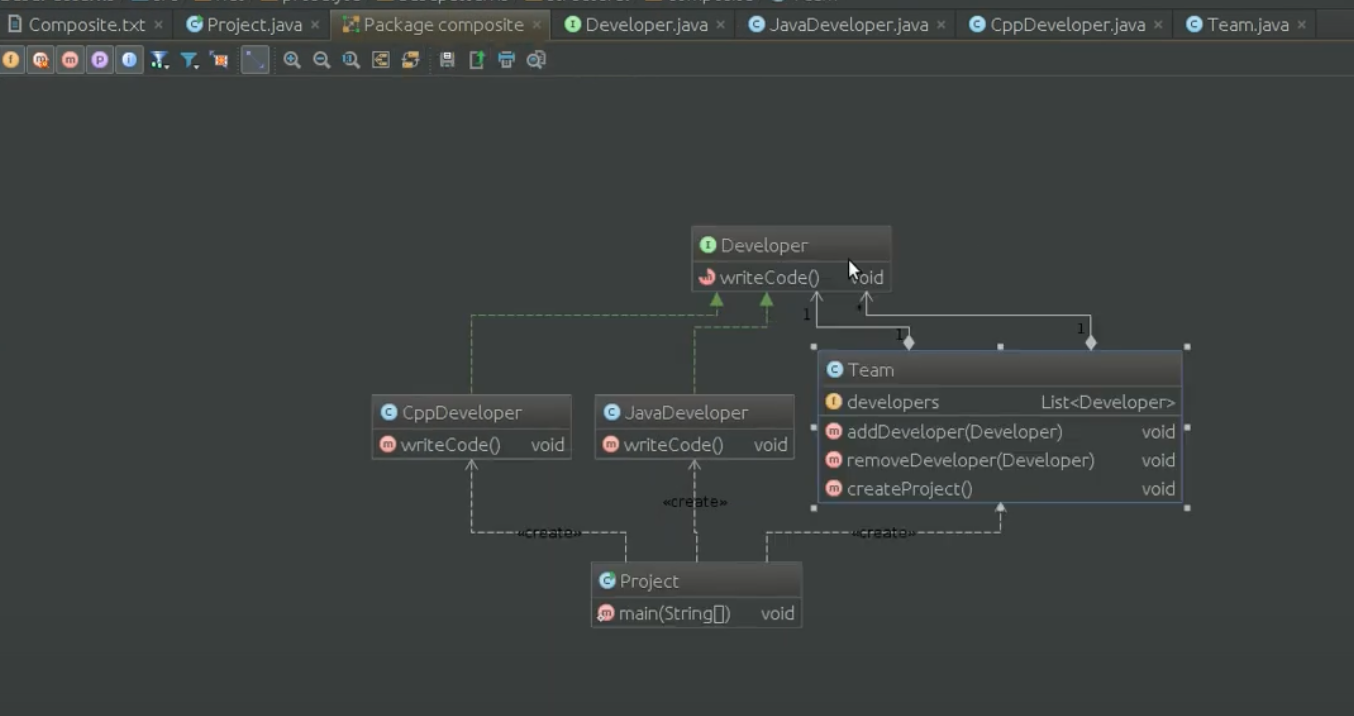 Composite.txt × Project.java × Package composite × Developer.java × JavaDeveloper.java × CppDeveloper.java × Team.java ×
Developer
writeCode() void
1
*
1
1
Team
developers List<Developer>
addDeveloper(Developer) void
removeDeveloper(Developer) void
createProject() void
CppDeveloper
writeCode() void
JavaDeveloper
writeCode() void
«create»
«create»
«create»
Project
main(String[]) void